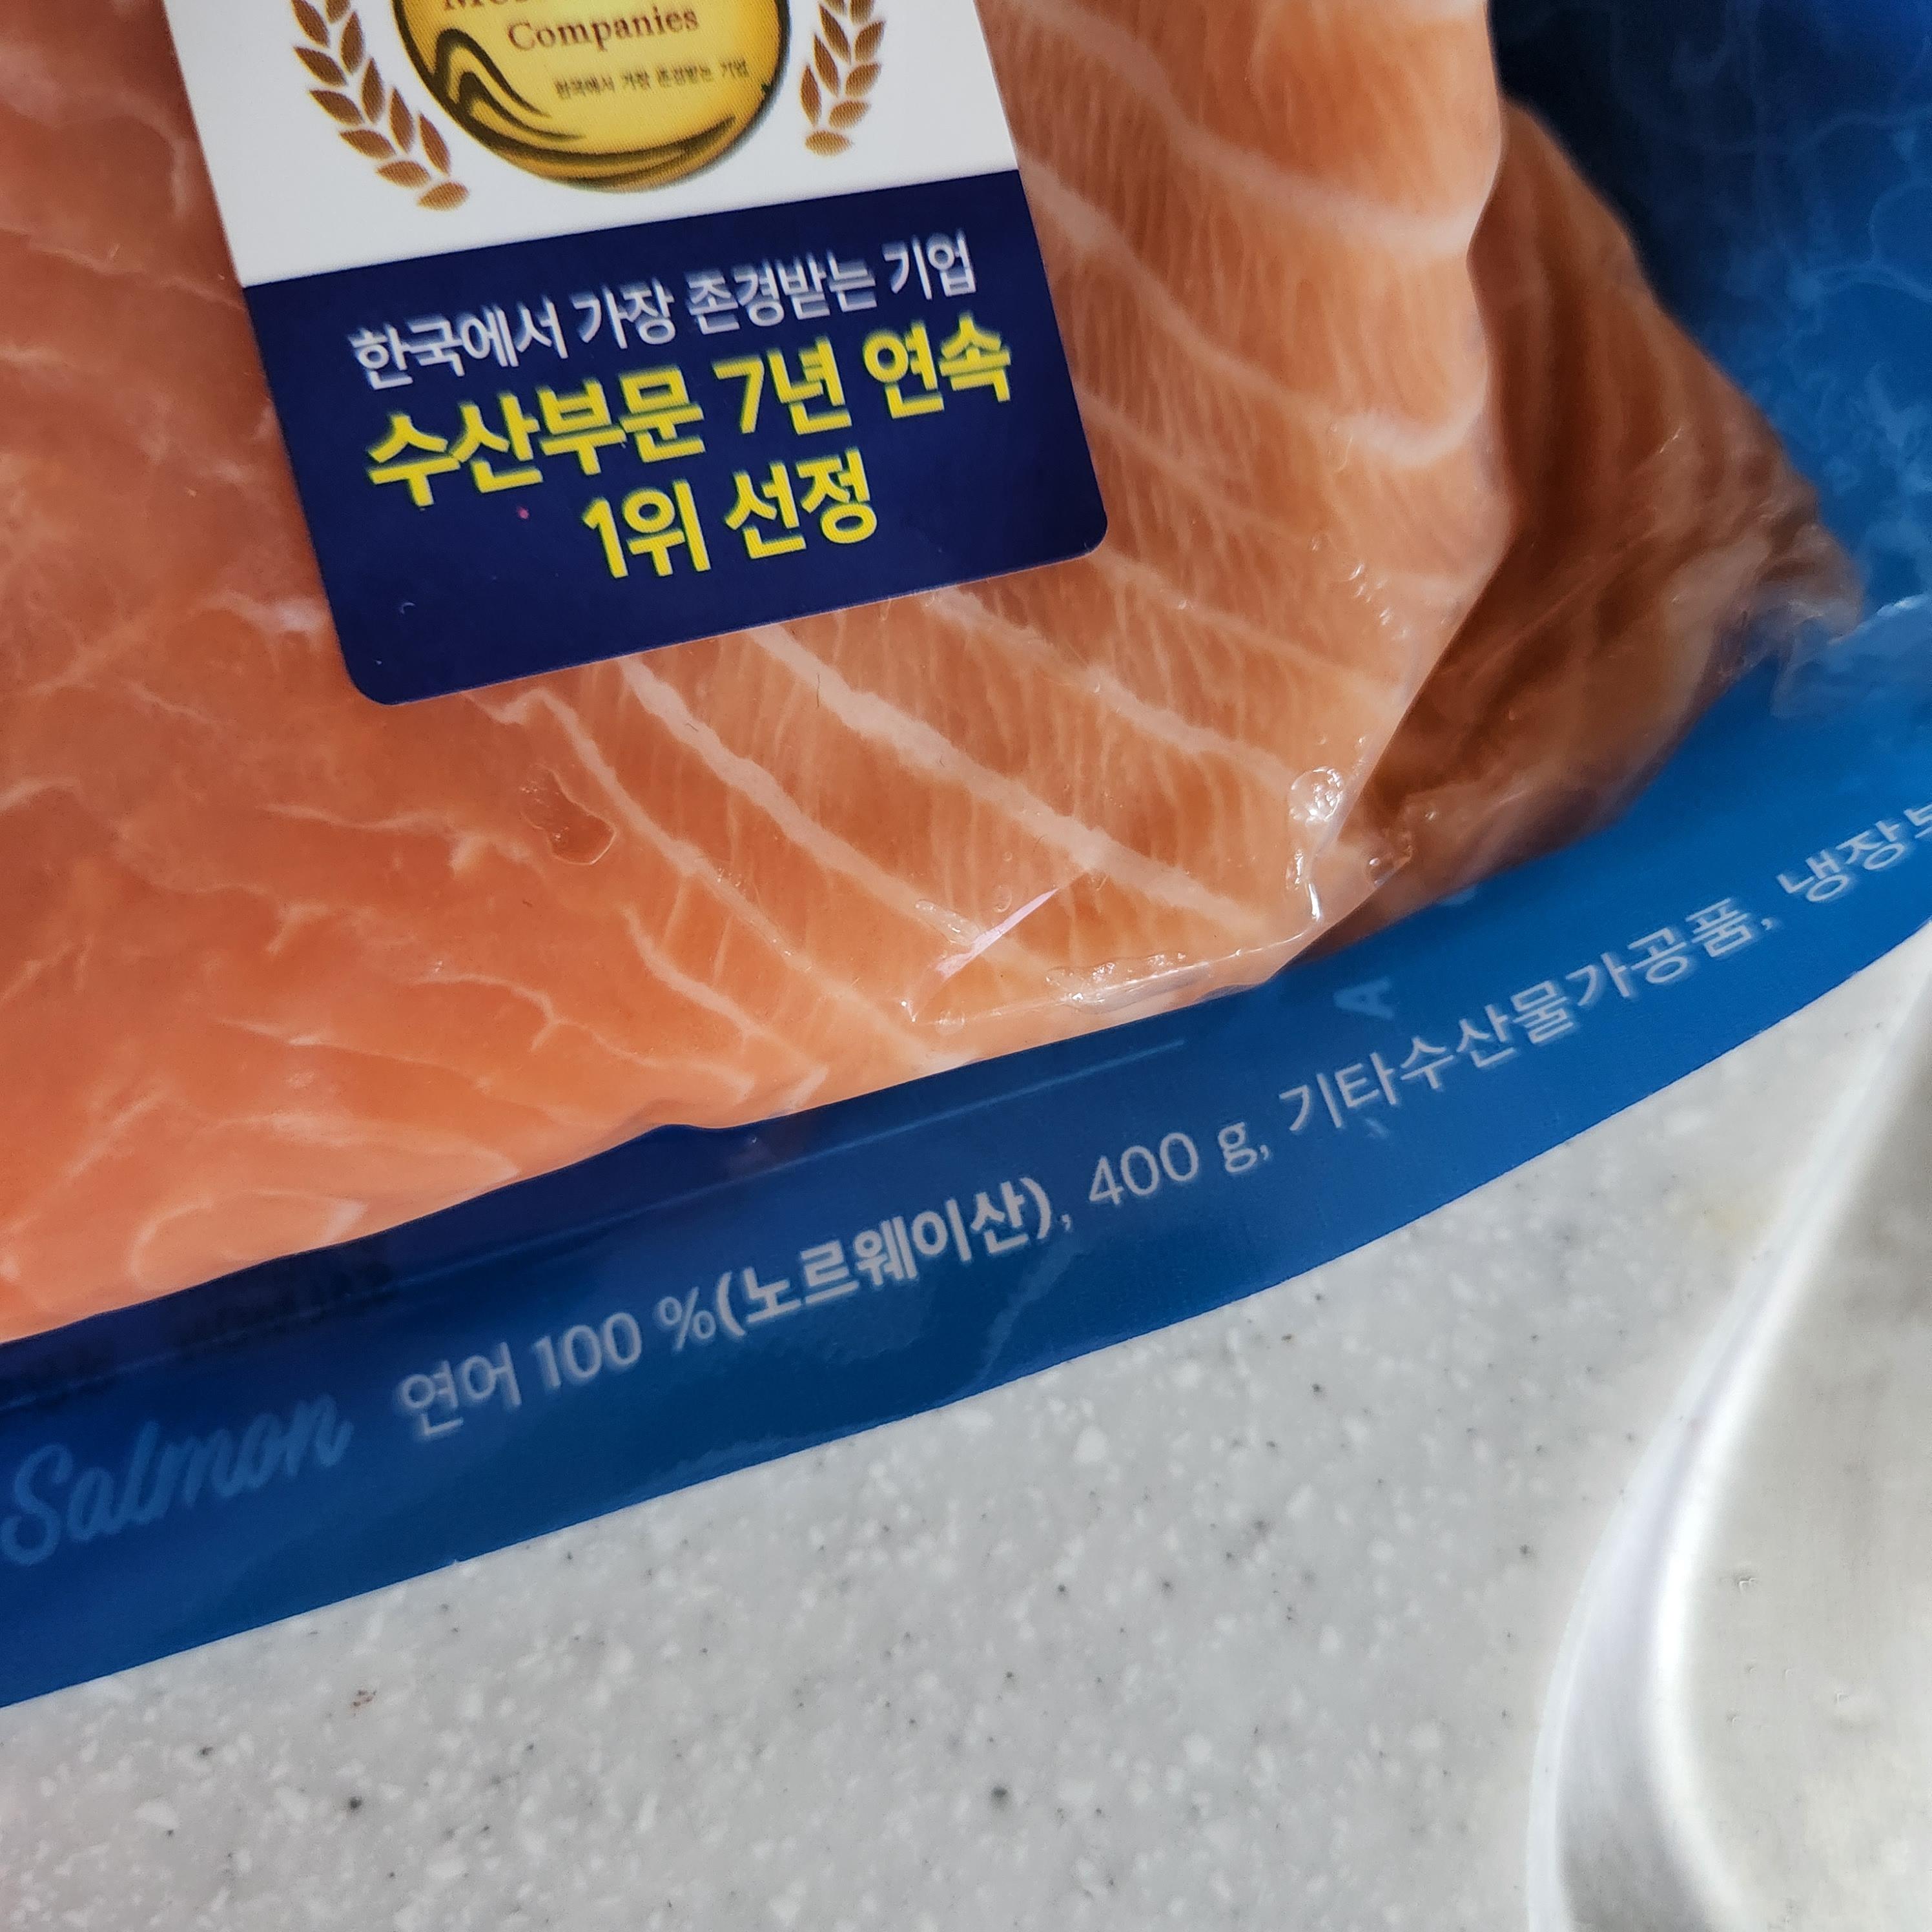 Companies
한국에서 가장 존경받는 기업
한국에서 가장 존경받는 기업
수산부문 7년 연속
1위 선정
Salmon 연어 100 %(노르웨이산), 400 g, 기타수산물가공품,